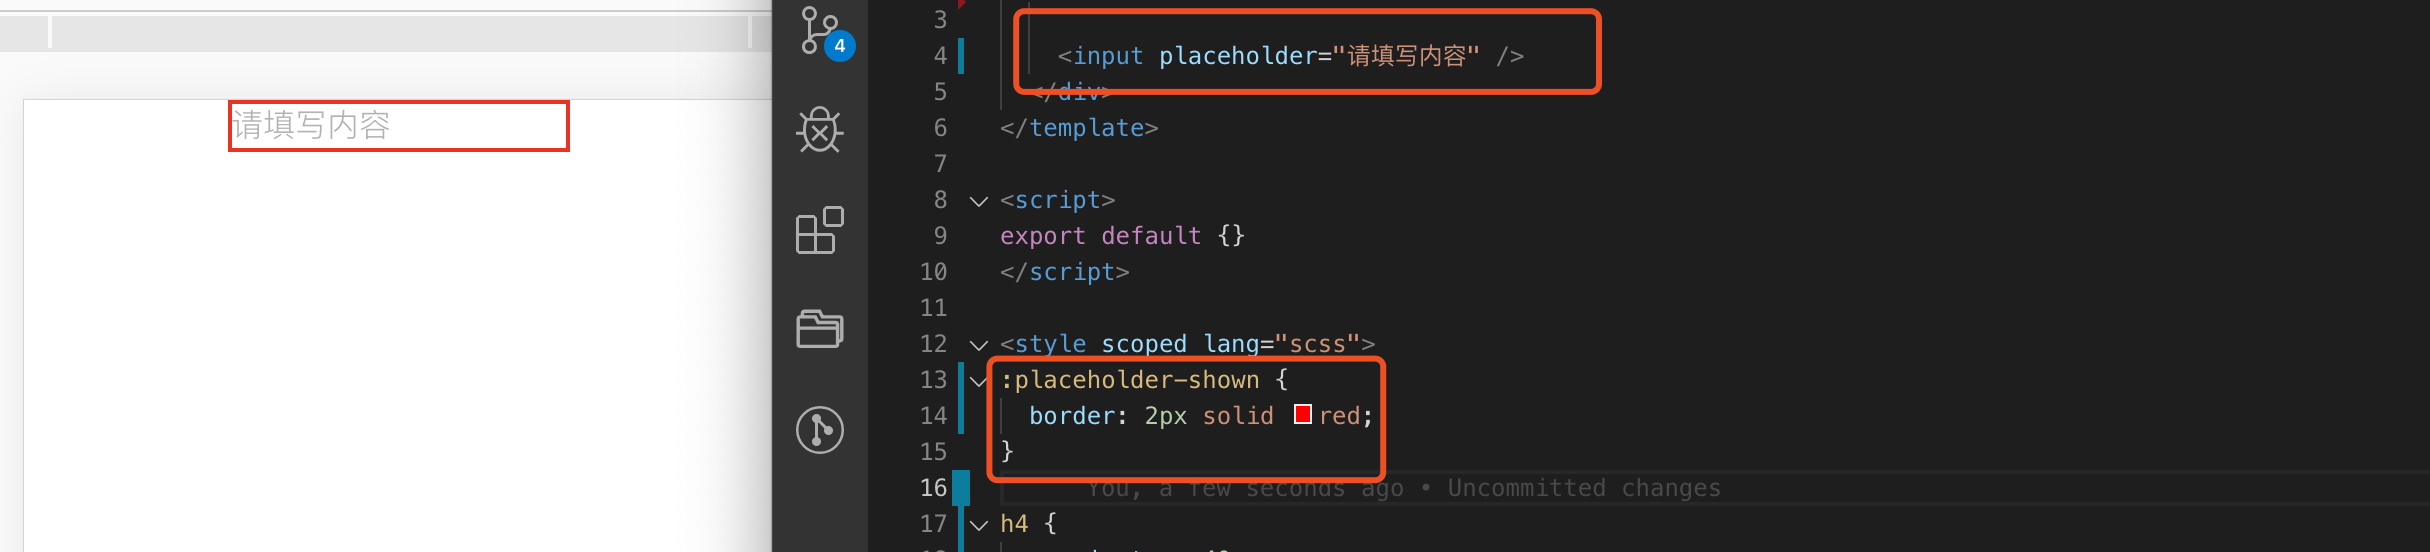 请填写内容
4
3
4 <input placeholder="请填写内容" />
5 </div>
6 </template>
7
8 <script>
9 export default {}
10 </script>
11
12 <style scoped lang="scss">
13 :placeholder-shown {
14 border: 2px solid red;
15 }
16 You, a few seconds ago • Uncommitted changes
17 h4 {